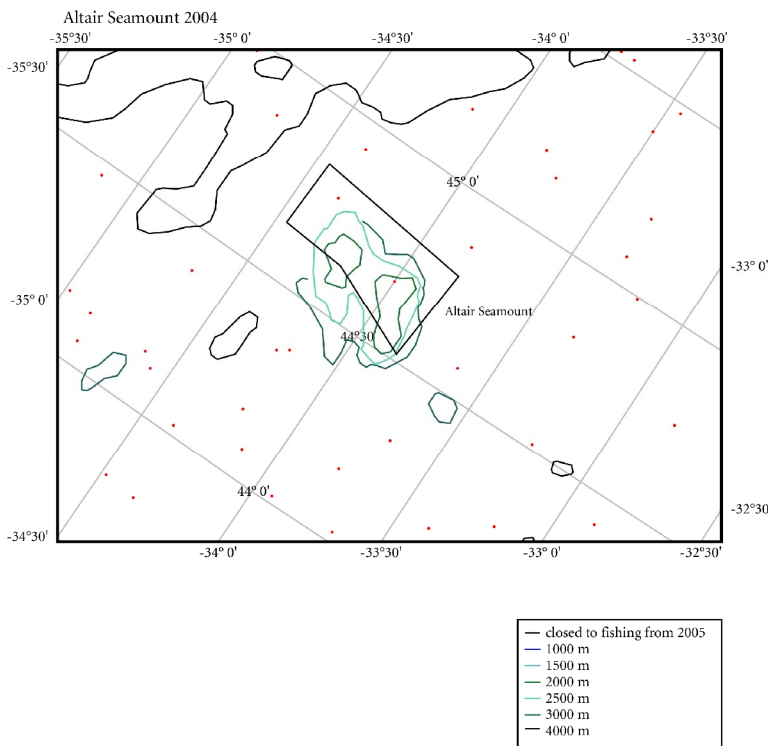 Altair Seamount 2004
-35°30' -35° 0' -34°30' -34° 0' -33°30'
-35°30'
45° 0'
-33° 0'
-35° 0'
Altair Seamount
44°30
44° 0'
-32°30
-34°30'
-34° 0' -33°30' -33° 0' -32°30'
closed to fishing from 2005
1000 m
1500 m
2000 m
2500 m
3000 m
4000 m